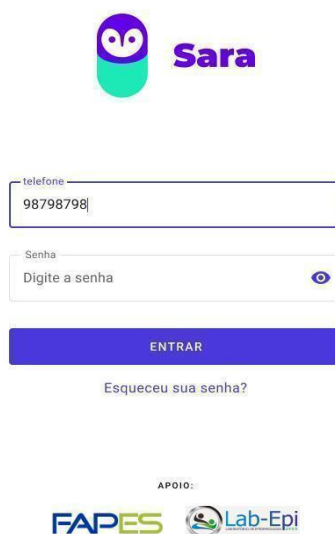 Sara
telefone
98798798
Senha
Digite a senha
ENTRAR
Esqueceu sua senha?
APOIO:
FAPES
Lab-Epi